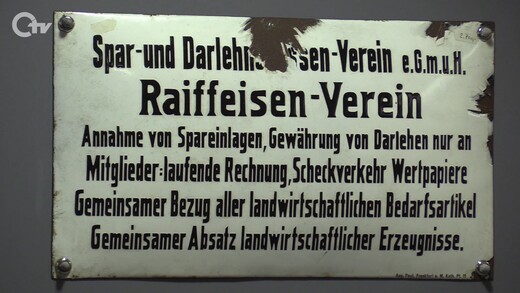 Otv
Spar-und Darlehns   sen-Verein e.G.m.u.H.
Raiffeisen-Verein
Annahme von Spareinlagen, Gewährung von Darlehen nur an
Mitglieder: laufende Rechnung, Scheckverkehr Wertpapiere
Gemeinsamer Bezug aller landwirtschaftlichen Bedarfsartikel
Gemeinsamer Absatz landwirtschaftlicher Erzeugnisse.